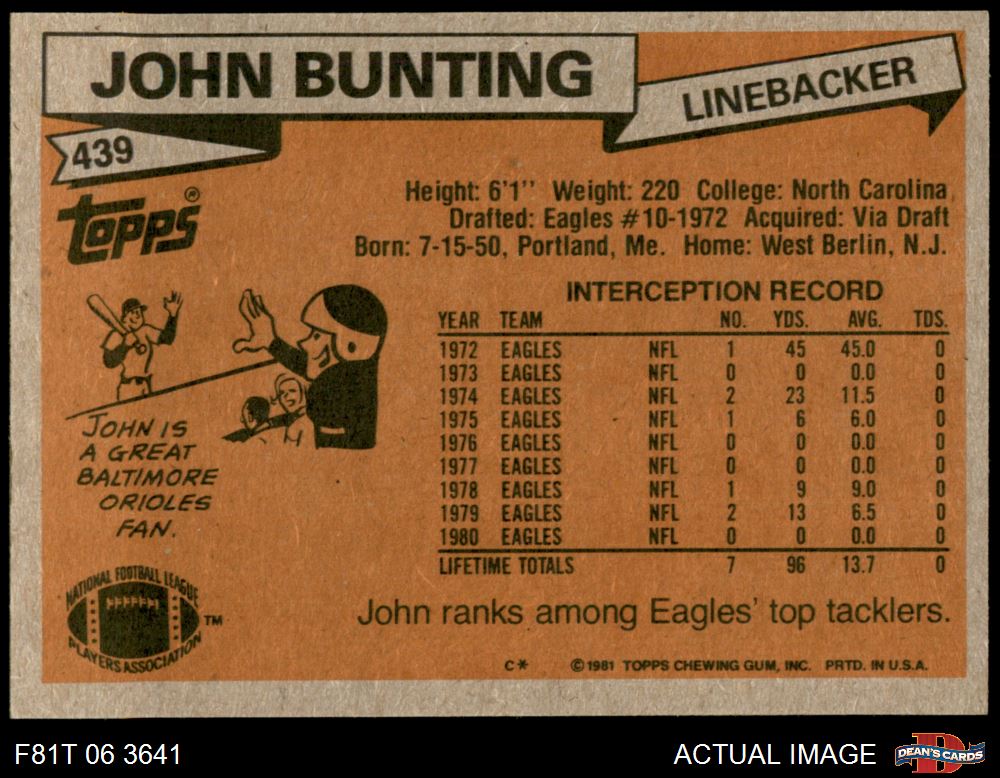 JOHN BUNTING
LINEBACKER
439
TOPPS®
Height: 6'1'' Weight: 220 College: North Carolina
Drafted: Eagles #10-1972 Acquired: Via Draft
Born: 7-15-50, Portland, Me. Home: West Berlin, N.J.
INTERCEPTION RECORD
YEAR TEAM NO. YDS. AVG. TDS.
1972 EAGLES NFL 1 45 45.0 0
1973 EAGLES NFL 0 0 0.0 0
1974 EAGLES NFL 2 23 11.5 0
1975 EAGLES NFL 1 6 6.0 0
1976 EAGLES NFL 0 0 0.0 0
1977 EAGLES NFL 0 0 0.0 0
1978 EAGLES NFL 1 9 9.0 0
1979 EAGLES NFL 2 13 6.5 0
1980 EAGLES NFL 0 0 0.0 0
LIFETIME TOTALS 7 96 13.7 0
JOHN IS
A GREAT
BALTIMORE
ORIOLES
FAN.
NATIONAL FOOTBALL LEAGUE
PLAYERS ASSOCIATION
TM
John ranks among Eagles' top tacklers.
C* ©1981 TOPPS CHEWING GUM, INC. PRTD. IN U.S.A.
F81T 06 3641
ACTUAL IMAGE
D
DEAN'S CARDS